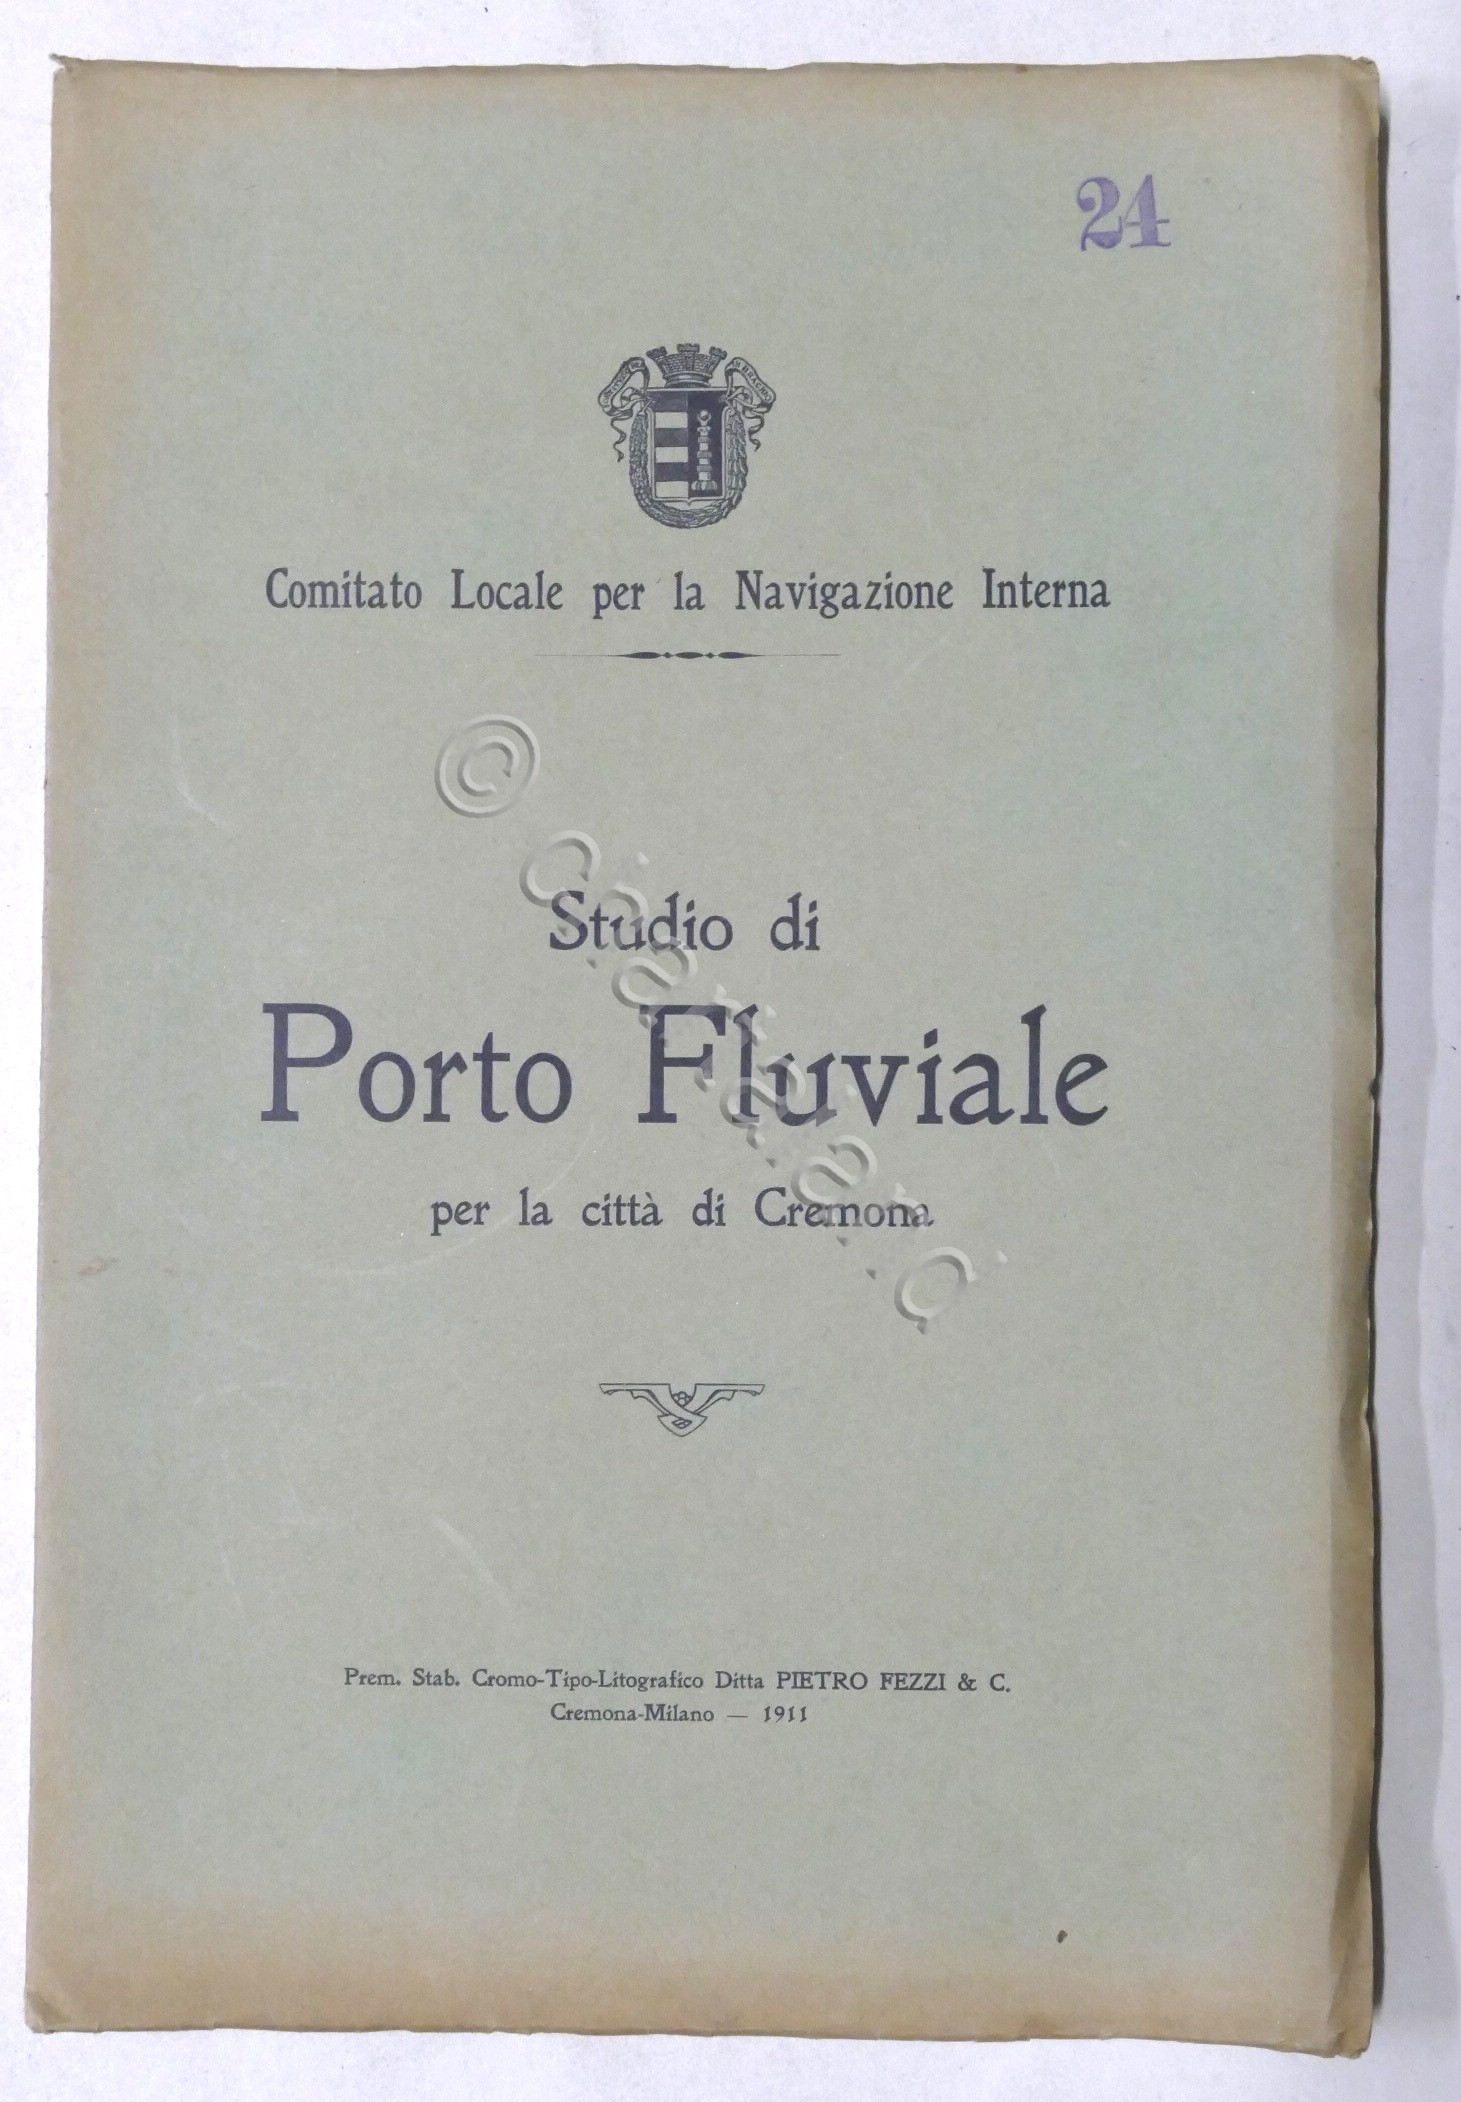 24
Comitato Locale per la Navigazione Interna
Studio di
Porto Fluviale
per la città di Cremona
Prem. Stab. Cromo-Tipo-Litografico Ditta PIETRO FEZZI & C.
Cremona-Milano — 1911
© c@rt@m@r&